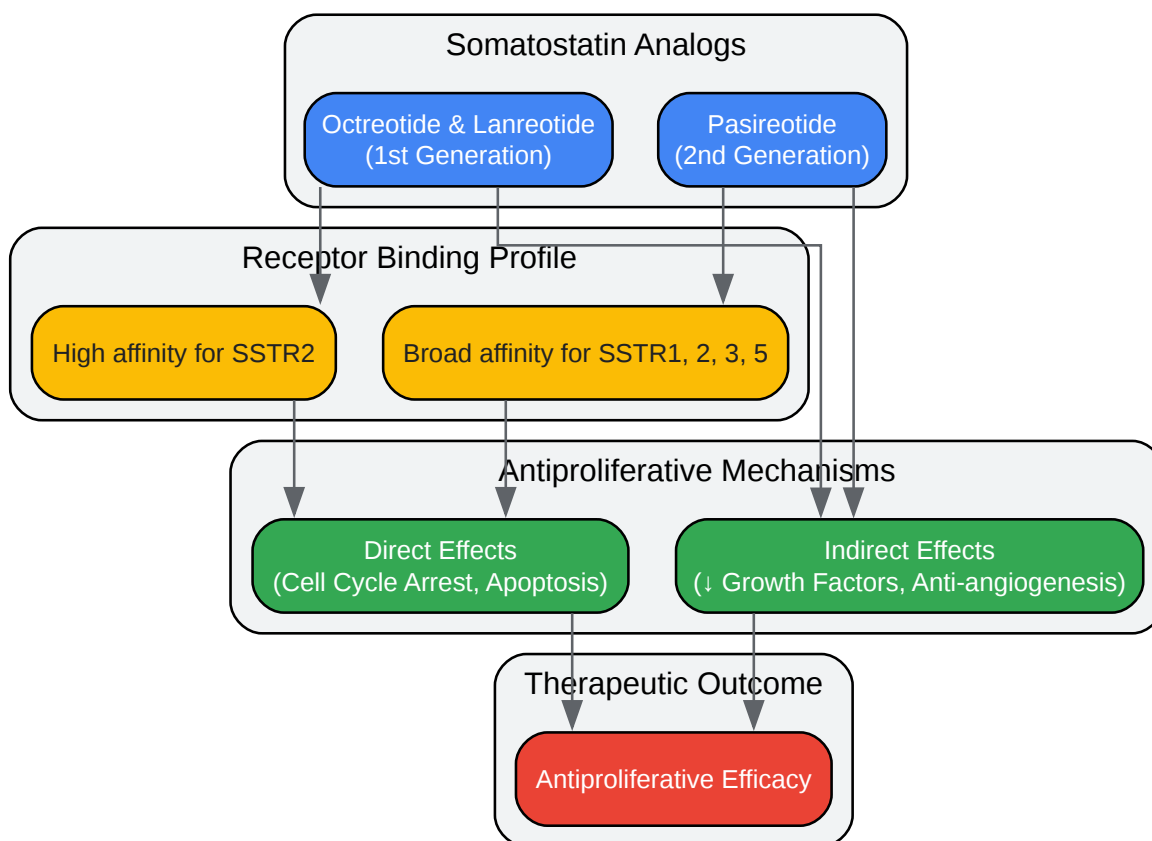 Somatostatin Analogs
Octreotide & Lanreotide
(1st Generation)
Pasireotide
(2nd Generation)
Receptor Binding Profile
High affinity for SSTR2
Broad affinity for SSTR1, 2, 3, 5
Antiproliferative Mechanisms
Direct Effects
(Cell Cycle Arrest, Apoptosis)
Indirect Effects
(↓ Growth Factors, Anti-angiogenesis)
Therapeutic Outcome
Antiproliferative Efficacy